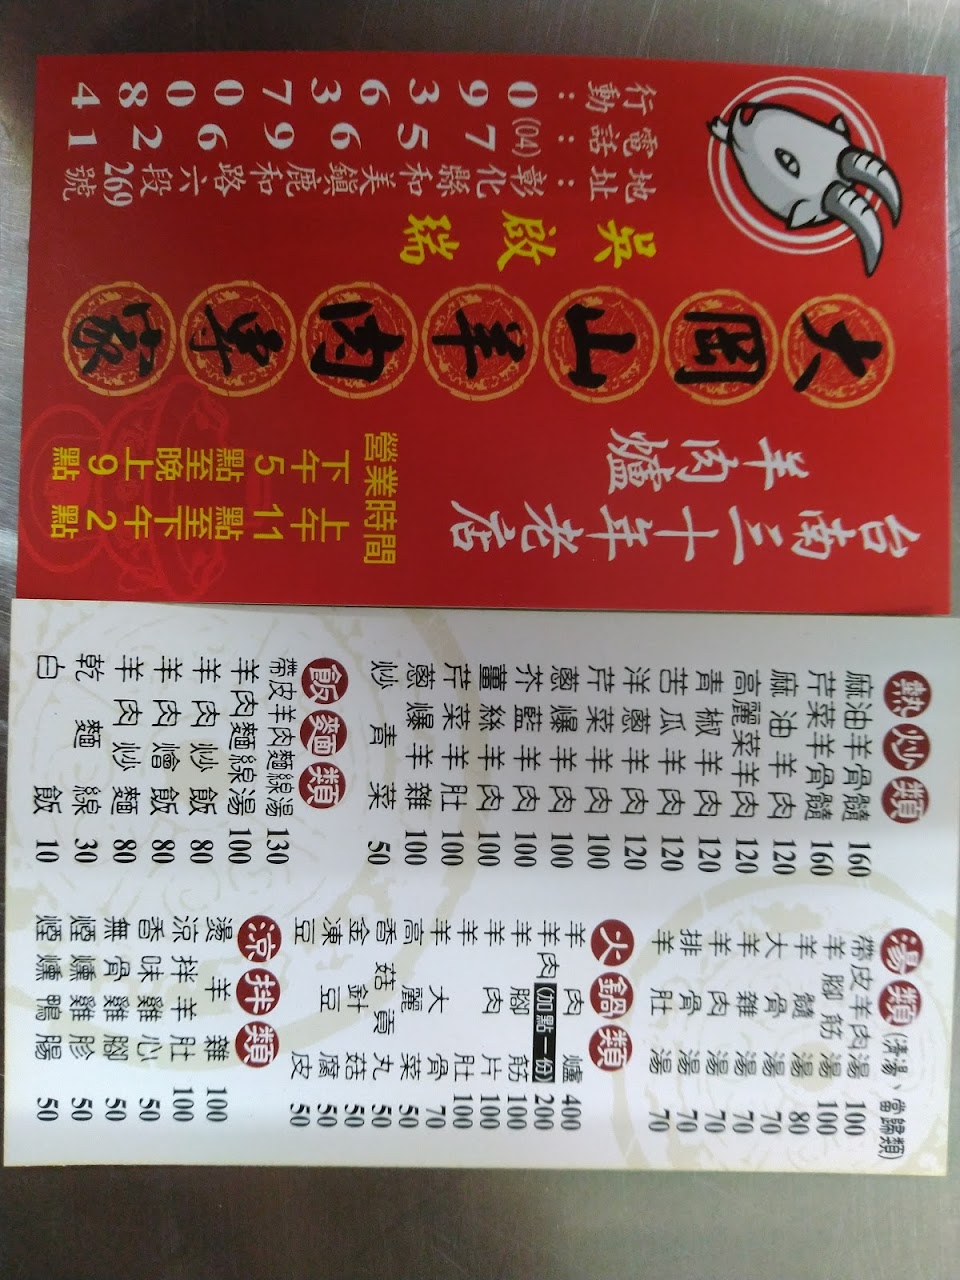 行動：0936370084
電話：(04)7569621
地址：彰化縣和美鎮鹿和路六段269號
吳啟瑞
大岡山羊肉專家
羊肉爐
台南三十年老店
營業時間
上午11點至下午2點
下午5點至晚上9點
熱炒類
麻油羊骨髓 160
芹菜羊骨髓 160
麻油羊肉 120
高麗菜羊肉 120
青椒羊肉 120
苦瓜羊肉 120
洋蔥羊肉 120
芹菜羊肉 100
蔥爆羊肉 100
芥藍羊肉 100
薑絲羊肉 100
芹菜羊肚 100
蔥爆羊雜 100
炒青菜 50
飯麵類
帶皮羊肉麵線湯 130
羊肉麵線湯 100
羊肉炒飯 80
羊肉燴飯 80
羊肉炒麵 80
乾麵線 30
白飯 10
湯類(清湯、當歸類)
帶皮羊肉湯 100
羊腳筋湯 100
羊髓湯 80
大骨湯 70
羊雜湯 70
羊肉湯 70
排骨湯 70
羊肚湯 70
火鍋類
羊肉爐 400
羊肉(加點一份) 200
羊腳筋 100
羊肉片 100
羊肚 100
羊大骨 70
高麗菜 50
香菇貢丸 50
金針菇 50
凍豆腐 50
豆皮 50
涼拌類
燙羊雜 100
涼拌羊肚 100
香味雞心 50
無骨雞腳 50
煙燻雞胗 50
煙燻鴨腸 50